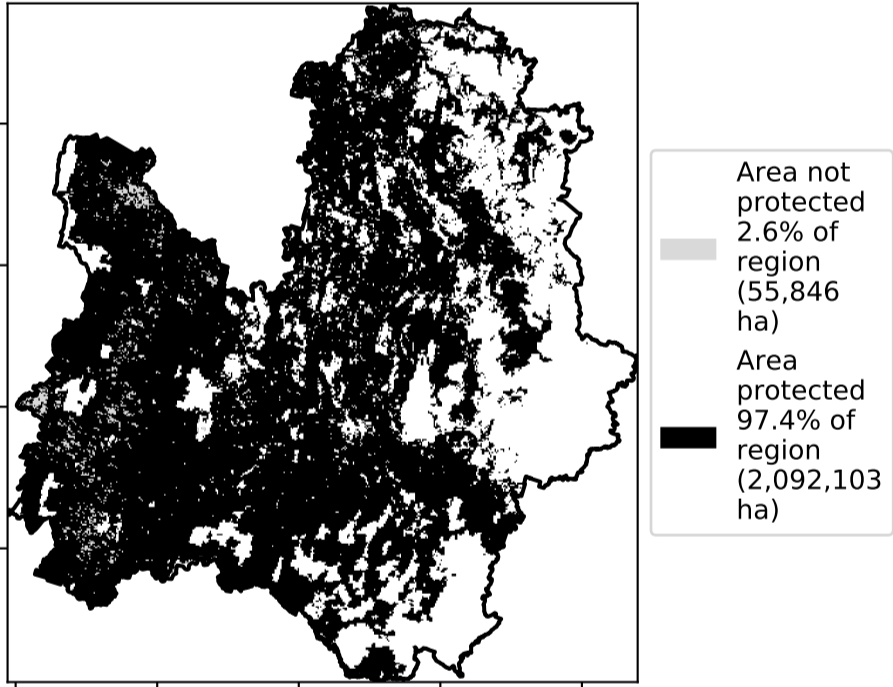 Area not
protected
2.6% of
region
(55,846
ha)
Area
protected
97.4% of
region
(2,092,103
ha)